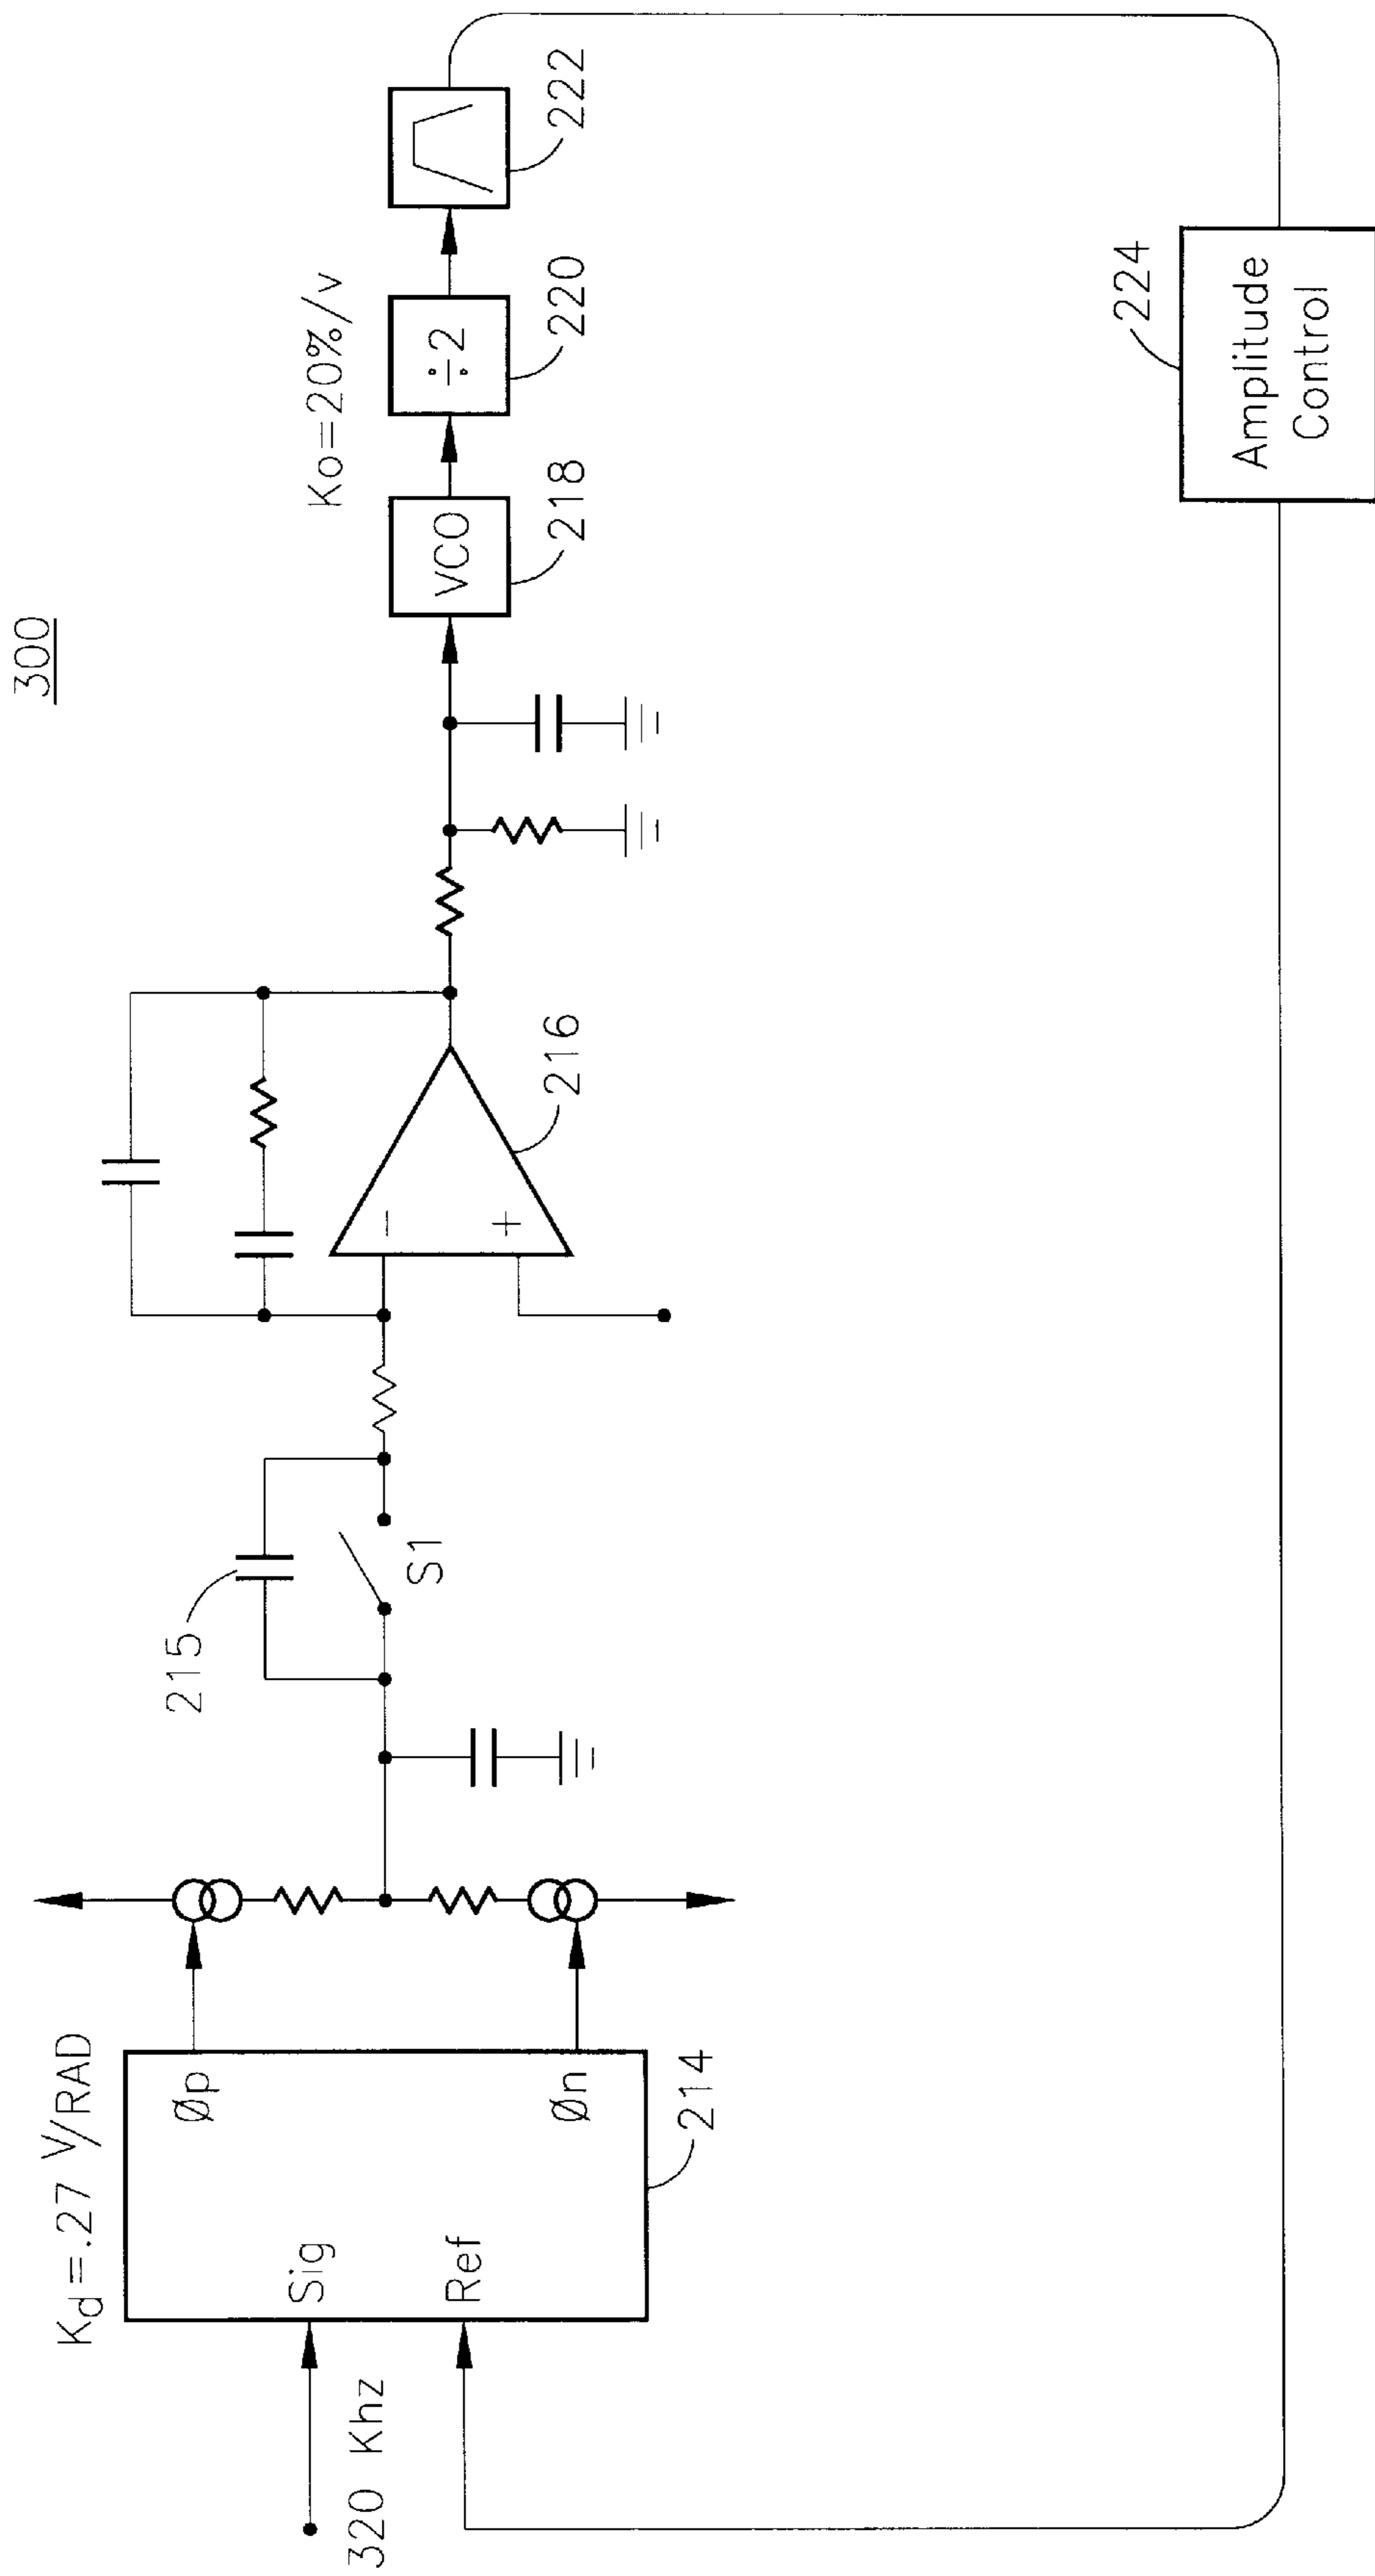 300
K_d=.27 V/RAD
Sig
320 Khz
Ref
Øp
Øn
214
215
S1
−
+
216
VCO
218
Ko=20%/v
÷2
220
222
Amplitude
Control
224